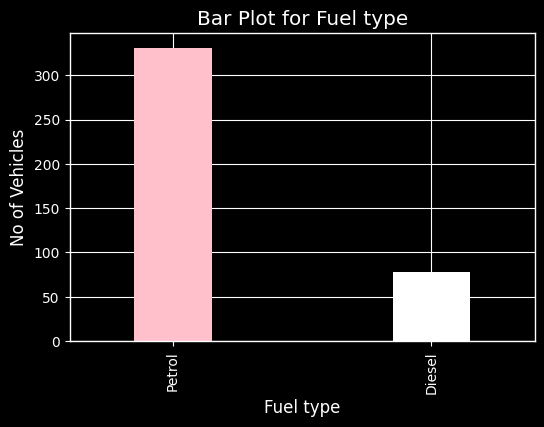 Bar Plot for Fuel type
No of Vehicles
300
250
200
150
100
50
0
Petrol
Diesel
Fuel type